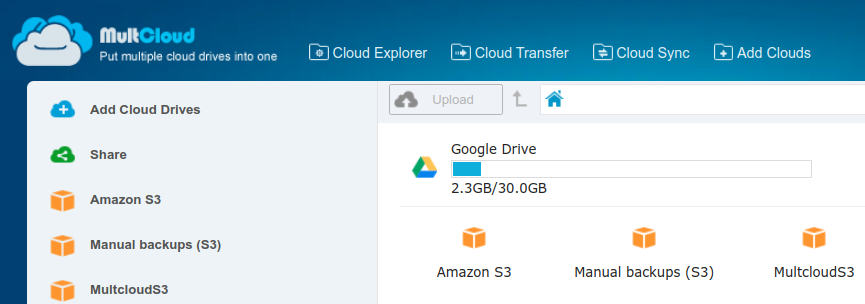 MultCloud
Put multiple cloud drives into one
Cloud Explorer
Cloud Transfer
Cloud Sync
Add Clouds
Add Cloud Drives
Share
Amazon S3
Manual backups (S3)
MultcloudS3
Upload
Google Drive
2.3GB/30.0GB
Amazon S3
Manual backups (S3)
MultcloudS3